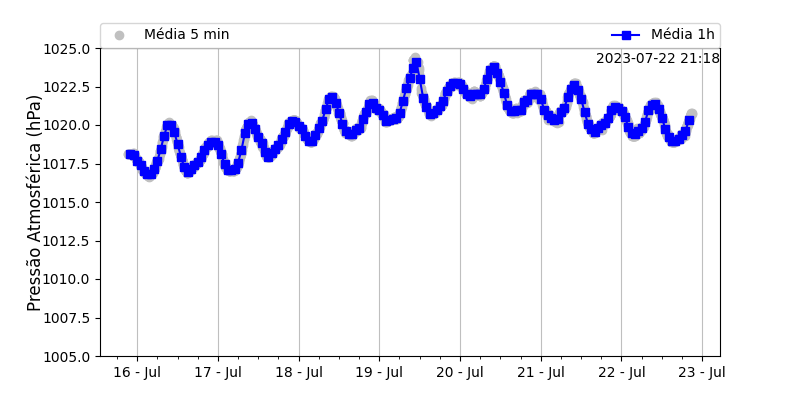 Média 5 min
Média 1h
2023-07-22 21:18
Pressão Atmosférica (hPa)
1025.0
1022.5
1020.0
1017.5
1015.0
1012.5
1010.0
1007.5
1005.0
16 - Jul
17 - Jul
18 - Jul
19 - Jul
20 - Jul
21 - Jul
22 - Jul
23 - Jul